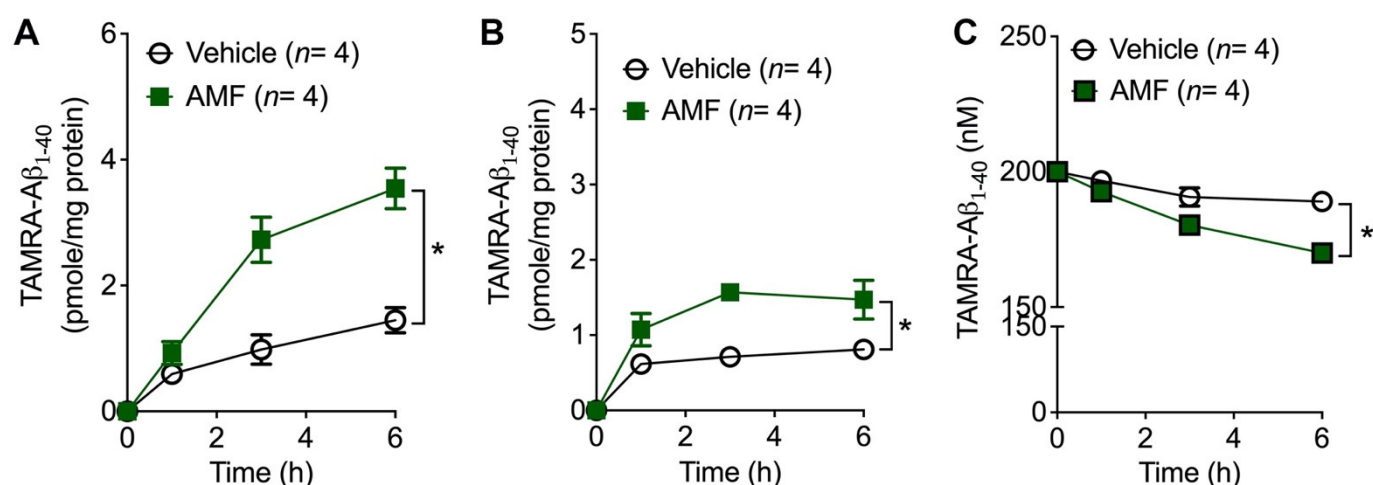 A
TAMRA-Aβ1-40
(pmole/mg protein)
6
4
2
0
Vehicle (n= 4)
AMF (n= 4)
*
0 2 4 6
Time (h)
B
TAMRA-Aβ1-40
(pmole/mg protein)
5
4
3
2
1
0
Vehicle (n= 4)
AMF (n= 4)
*
0 2 4 6
Time (h)
C
TAMRA-Aβ1-40 (nM)
250
200
150
150
0
Vehicle (n= 4)
AMF (n= 4)
*
0 2 4 6
Time (h)